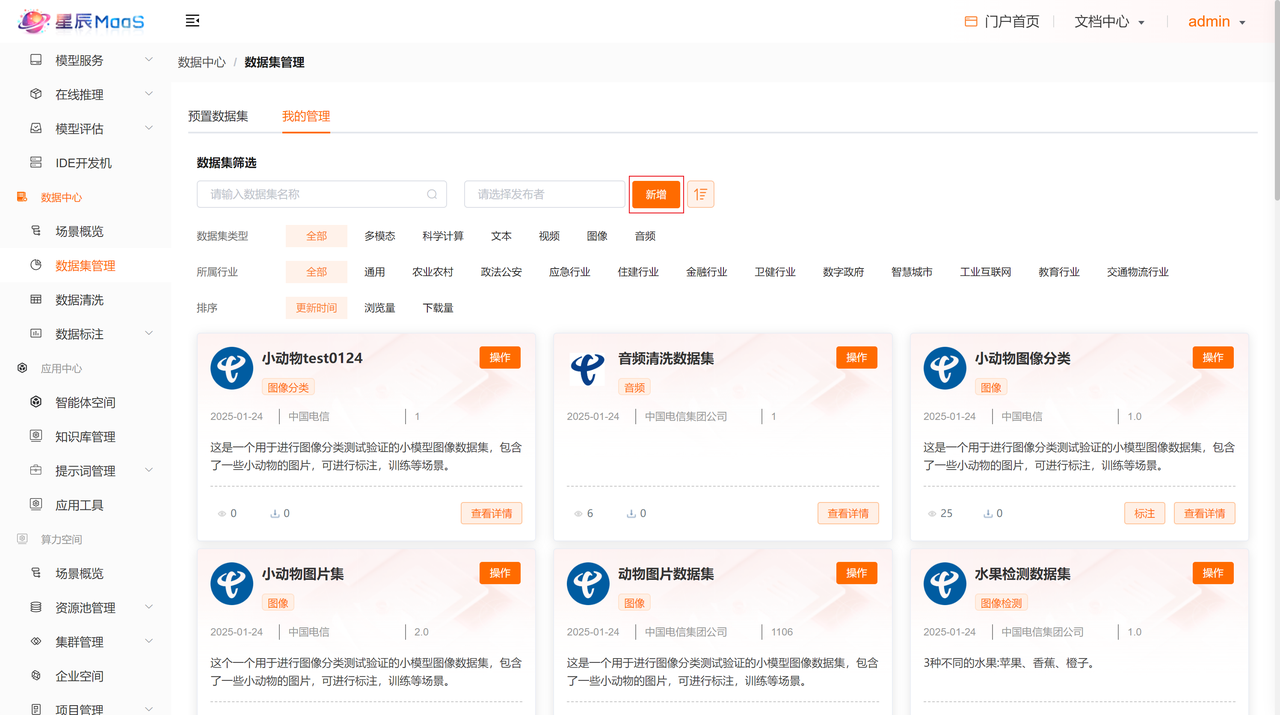 星辰MaaS
门户首页
文档中心
admin
模型服务
在线推理
模型评估
IDE开发机
数据中心
场景概览
数据集管理
数据清洗
数据标注
应用中心
智能体空间
知识库管理
提示词管理
应用工具
算力空间
场景概览
资源池管理
集群管理
企业空间
项目管理
数据中心 / 数据集管理
预置数据集 我的管理
数据集筛选
请输入数据集名称 请选择发布者 新增
数据集类型 全部 多模态 科学计算 文本 视频 图像 音频
所属行业 全部 通用 农业农村 政法公安 应急行业 住建行业 金融行业 卫健行业 数字政府 智慧城市 工业互联网 教育行业 交通物流行业
排序 更新时间 浏览量 下载量
小动物test0124 操作
图像分类
2025-01-24 中国电信 1
这是一个用于进行图像分类测试验证的小模型图像数据集，包含
了一些小动物的图片，可进行标注，训练等场景。
0 0 查看详情
音频清洗数据集 操作
音频
2025-01-24 中国电信集团公司 1
6 0 查看详情
小动物图像分类 操作
图像
2025-01-24 中国电信 1.0
这是一个用于进行图像分类测试验证的小模型图像数据集，包含
了一些小动物的图片，可进行标注，训练等场景。
25 0 标注 查看详情
小动物图片集 操作
图像
2025-01-24 中国电信 2.0
这个一个用于进行图像分类测试验证的小模型图像数据集，包含
了一些小动物的图片，可进行标注，训练等场景。
动物图片数据集 操作
图像
2025-01-24 中国电信集团公司 1106
这是一个用于进行图像分类测试验证的小模型图像数据集，包含
了一些小动物的图片，可进行标注，训练等场景。
水果检测数据集 操作
图像检测
2025-01-24 中国电信集团公司 1.0
3种不同的水果:苹果、香蕉、橙子。